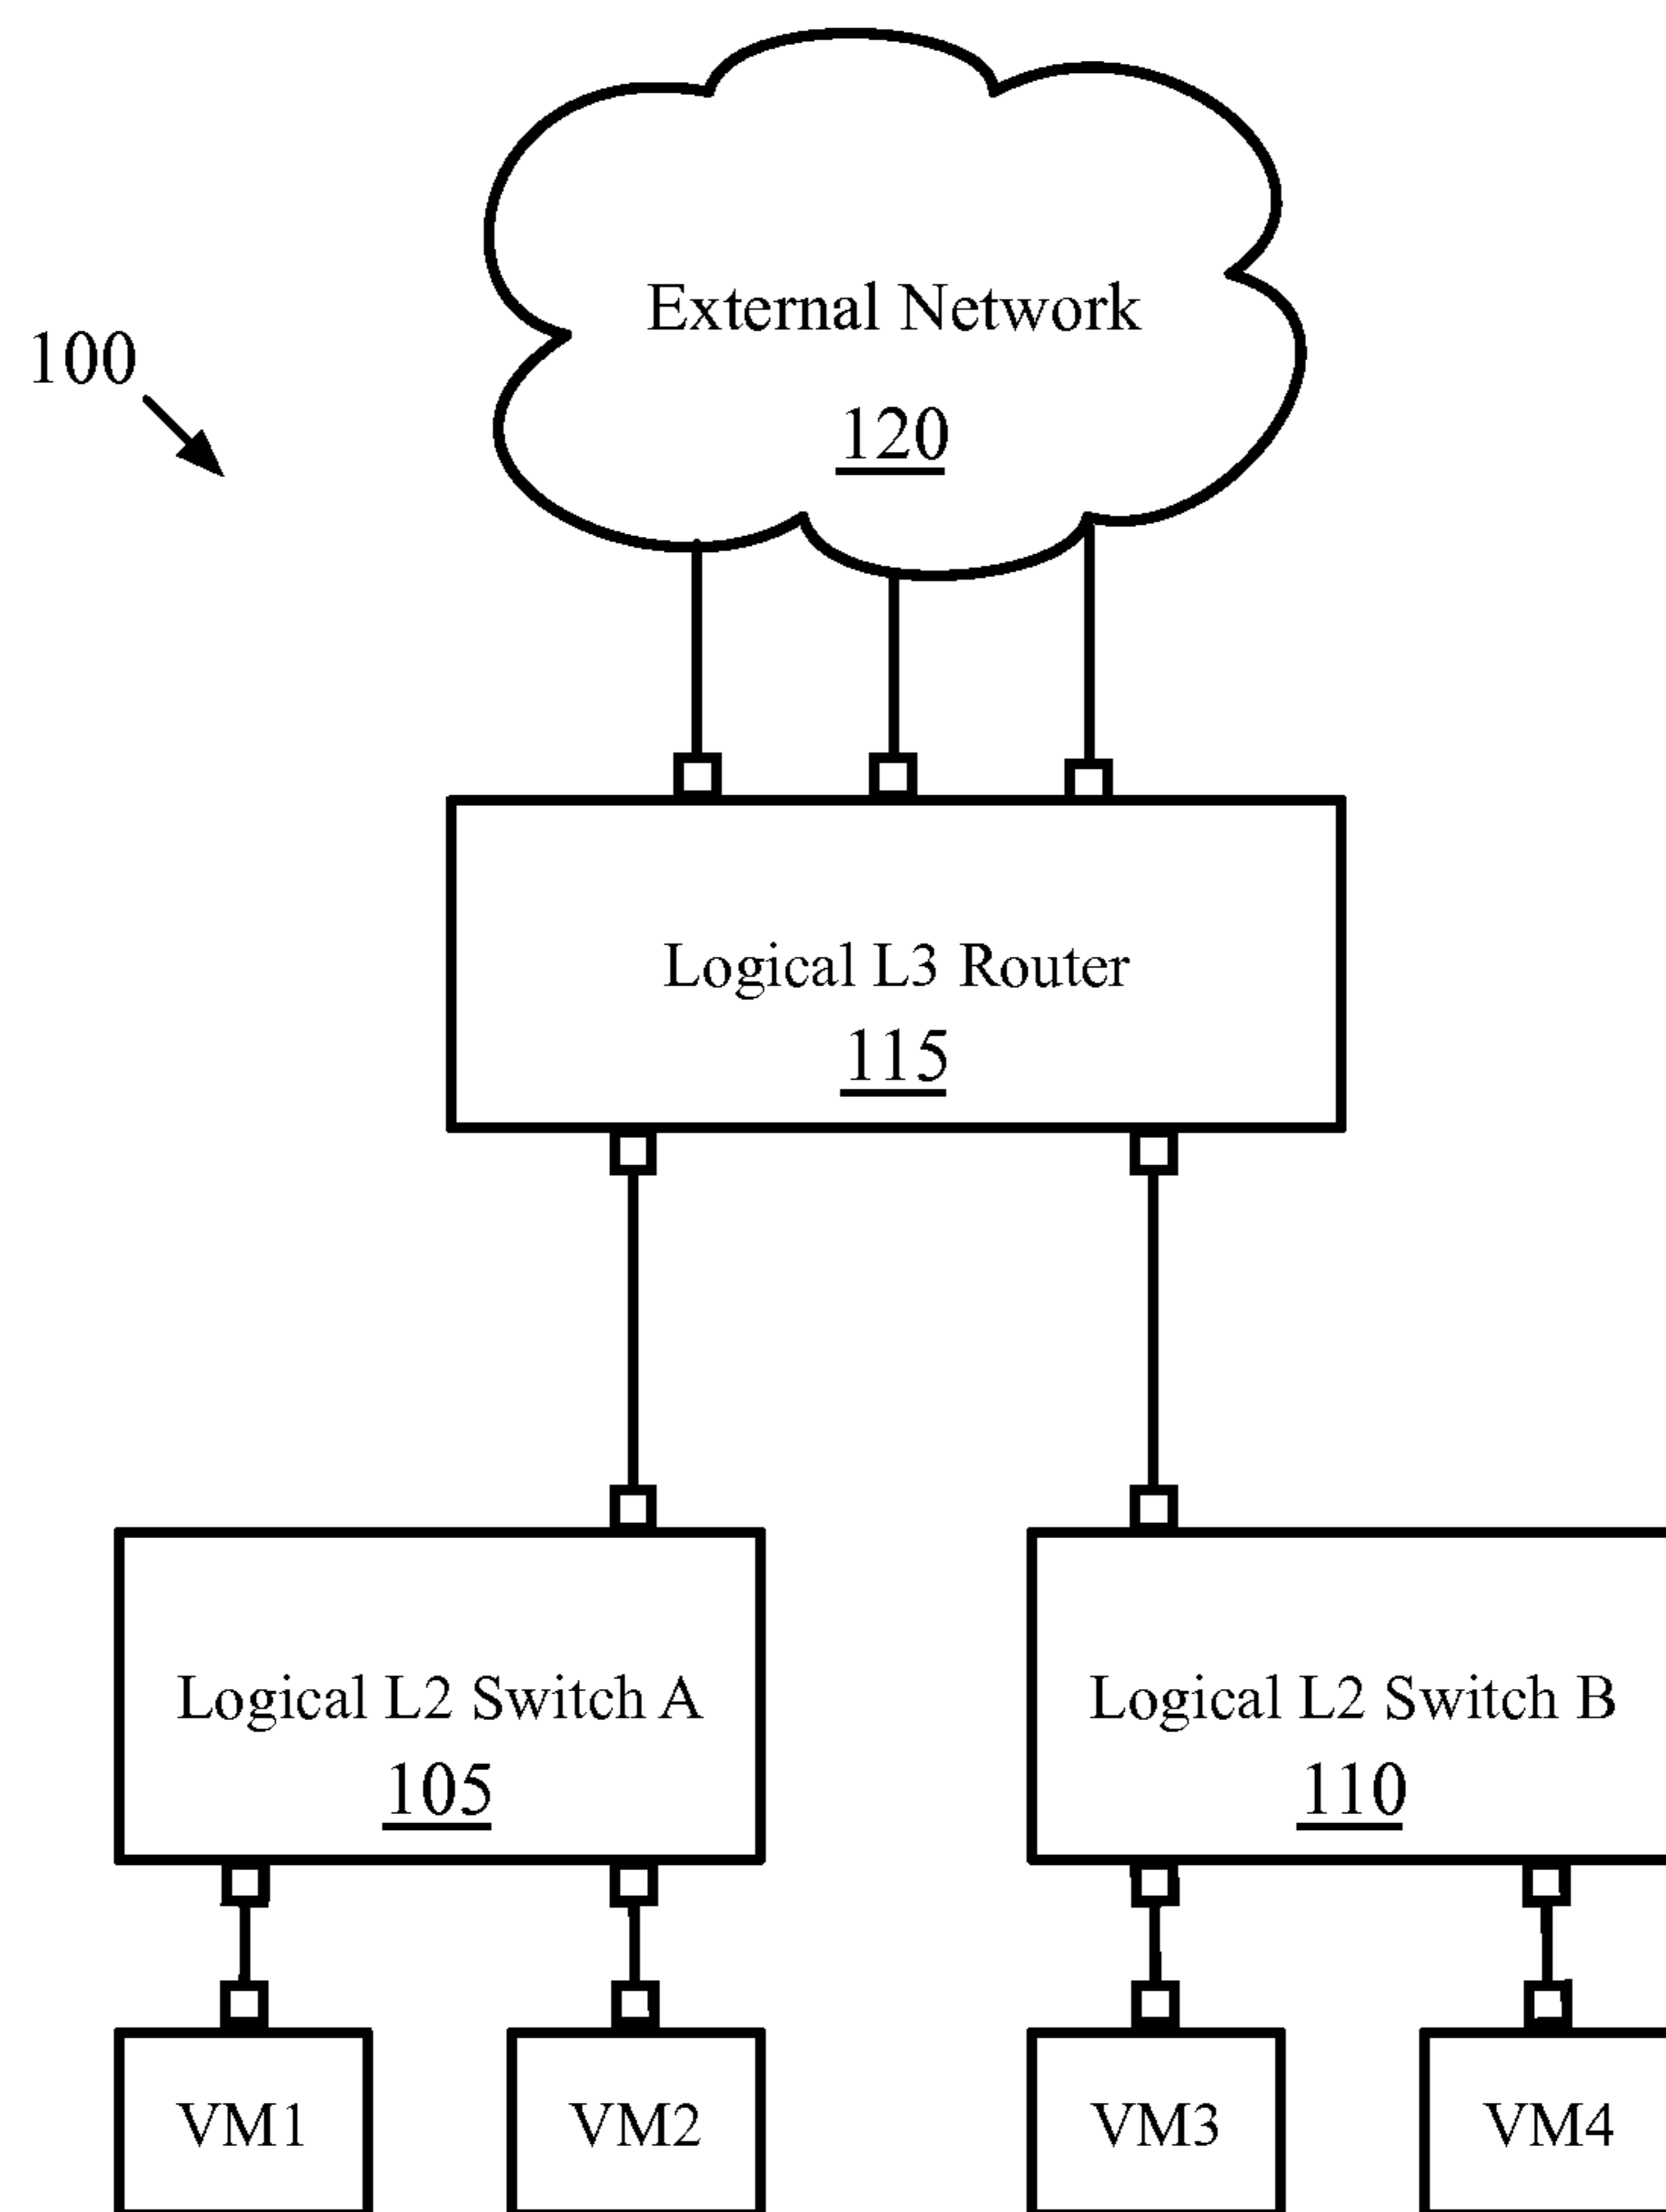 External Network
100
120
Logical L3 Router
115
Logical L2 Switch A
105
Logical L2 Switch B
110
VM1
VM2
VM3
VM4